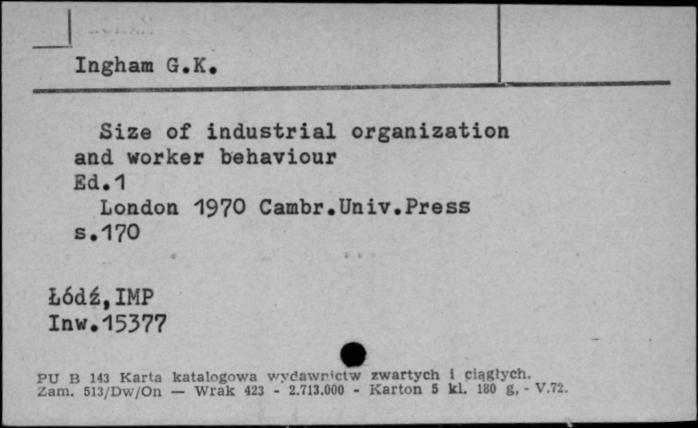 Ingham G.K.
Size of industrial organization
and worker behaviour
Ed.1
London 1970 Cambr.Univ.Press
s.170
Łódź,IMP
Inw.15377
PU B 143 Karta katalogowa wydawnictw zwartych i ciągłych.
Zam. 513/Dw/On — Wrak 423 - 2.713.000 - Karton 5 kl. 180 g. - V.72.